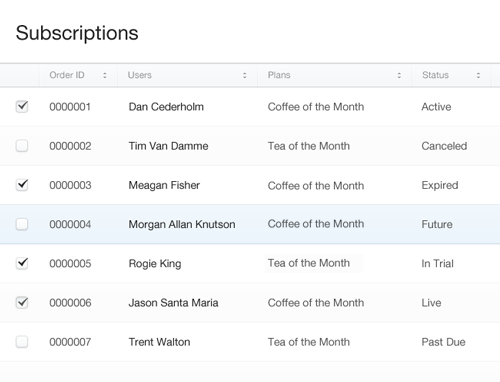 Subscriptions
Order ID Users Plans Status
0000001 Dan Cederholm Coffee of the Month Active
0000002 Tim Van Damme Tea of the Month Canceled
0000003 Meagan Fisher Coffee of the Month Expired
0000004 Morgan Allan Knutson Coffee of the Month Future
0000005 Rogie King Tea of the Month In Trial
0000006 Jason Santa Maria Coffee of the Month Live
0000007 Trent Walton Tea of the Month Past Due